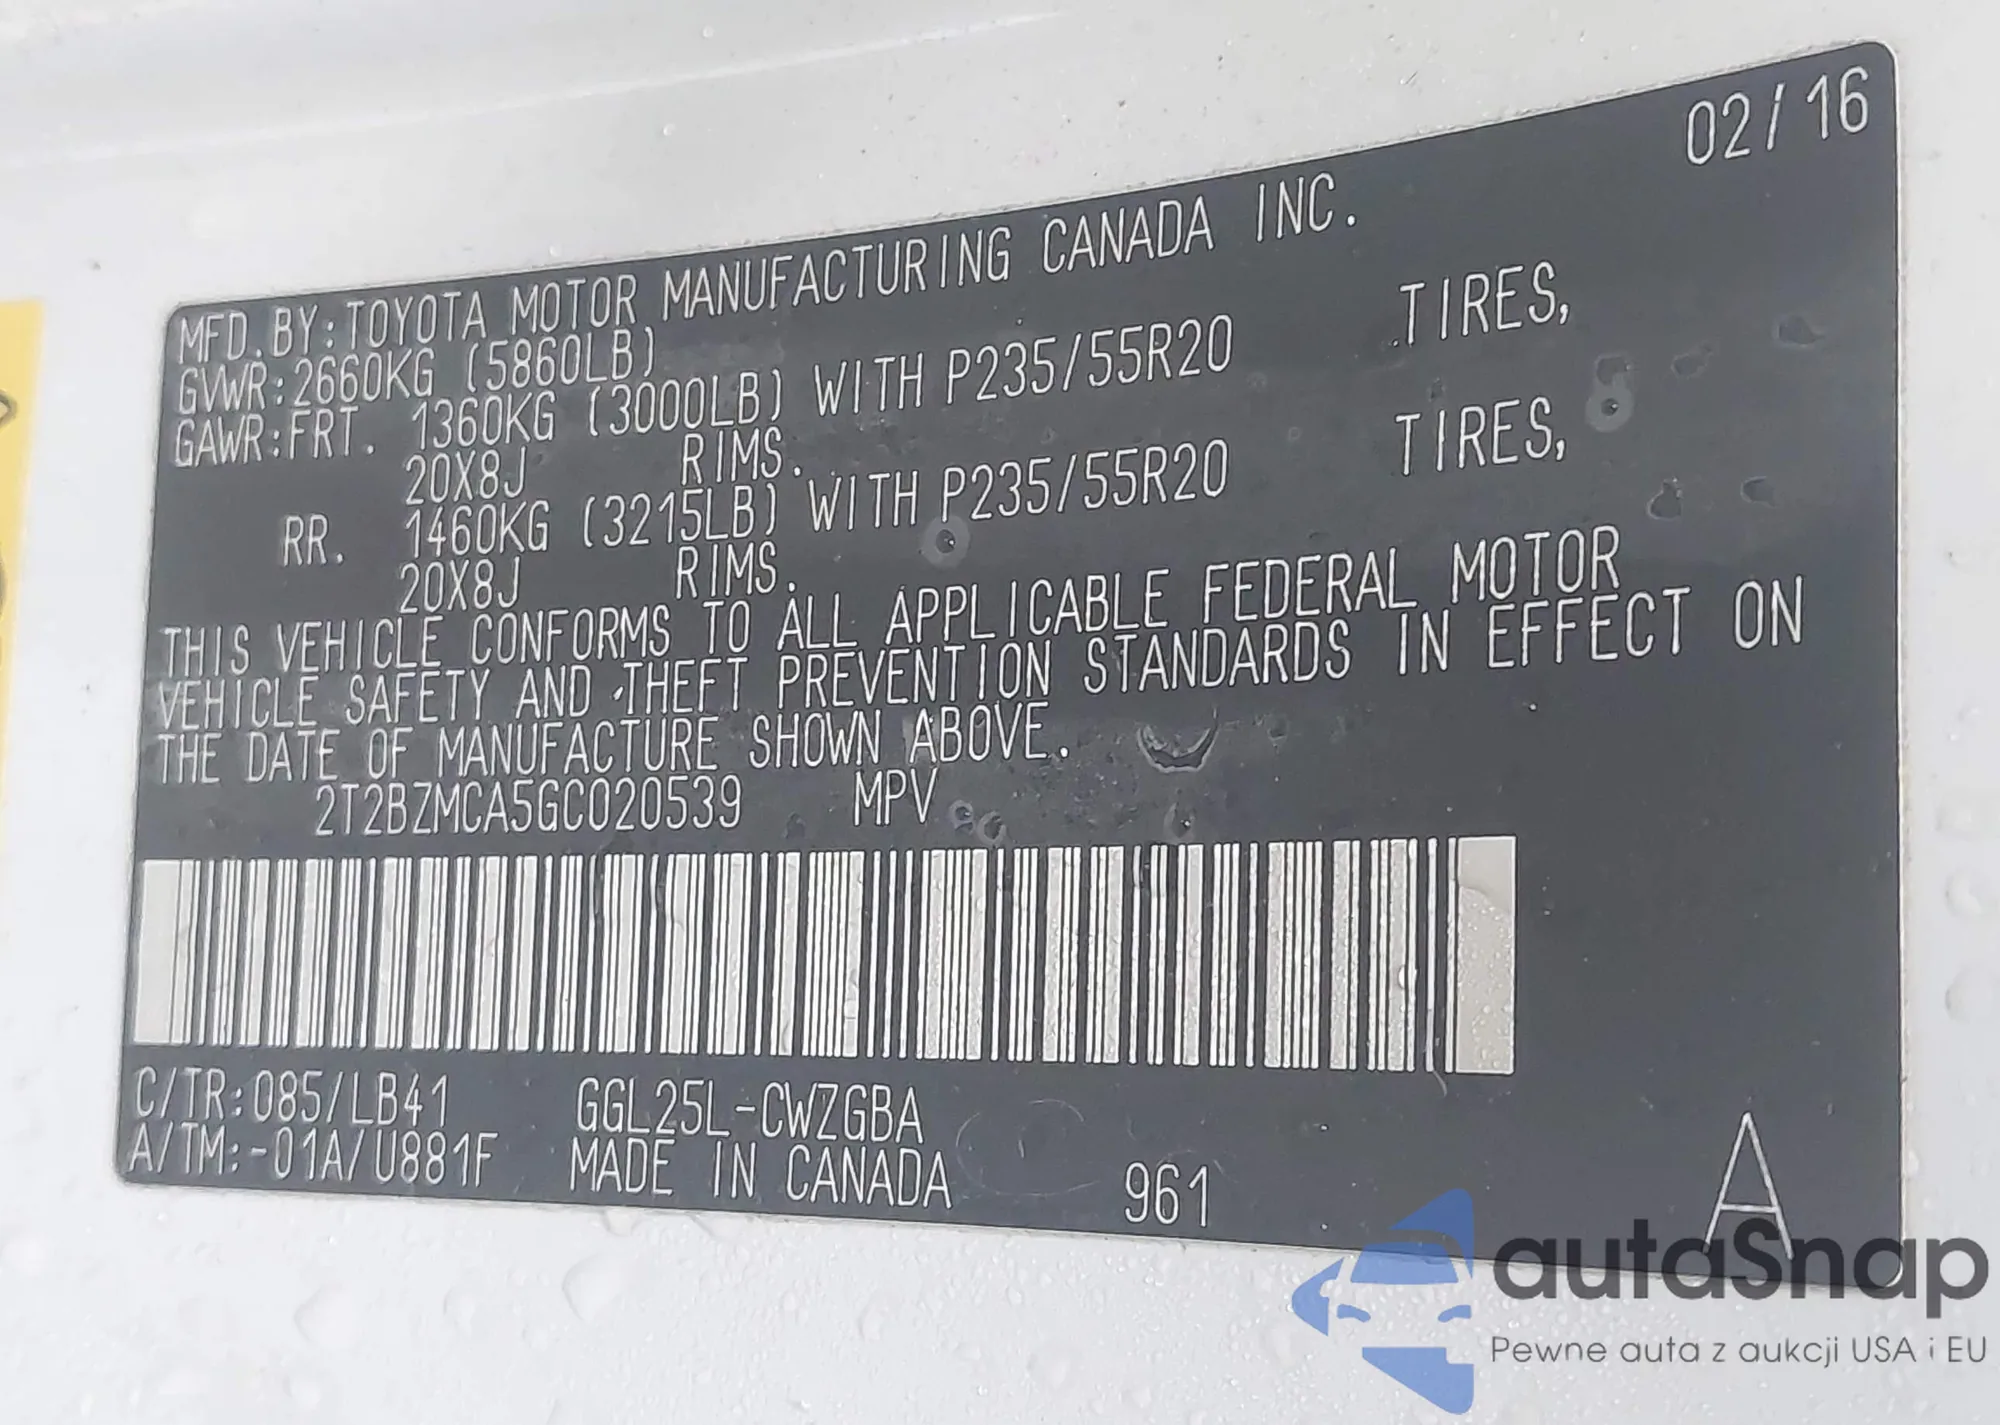 02/16
MFD.BY:TOYOTA MOTOR MANUFACTURING CANADA INC.
GVWR:2660KG (5860LB)
GAWR:FRT. 1360KG (3000LB) WITH P235/55R20 TIRES,
20X8J RIMS.
RR. 1460KG (3215LB) WITH P235/55R20 TIRES,
20X8J RIMS.
THIS VEHICLE CONFORMS TO ALL APPLICABLE FEDERAL MOTOR
VEHICLE SAFETY AND THEFT PREVENTION STANDARDS IN EFFECT ON
THE DATE OF MANUFACTURE SHOWN ABOVE.
2T2BZMCA5GC020539 MPV
C/TR:085/LB41 GGL25L-CWZGBA
A/TM:-01A/U881F MADE IN CANADA 961
A
autaSnap
Pewne auta z aukcji USA i EU